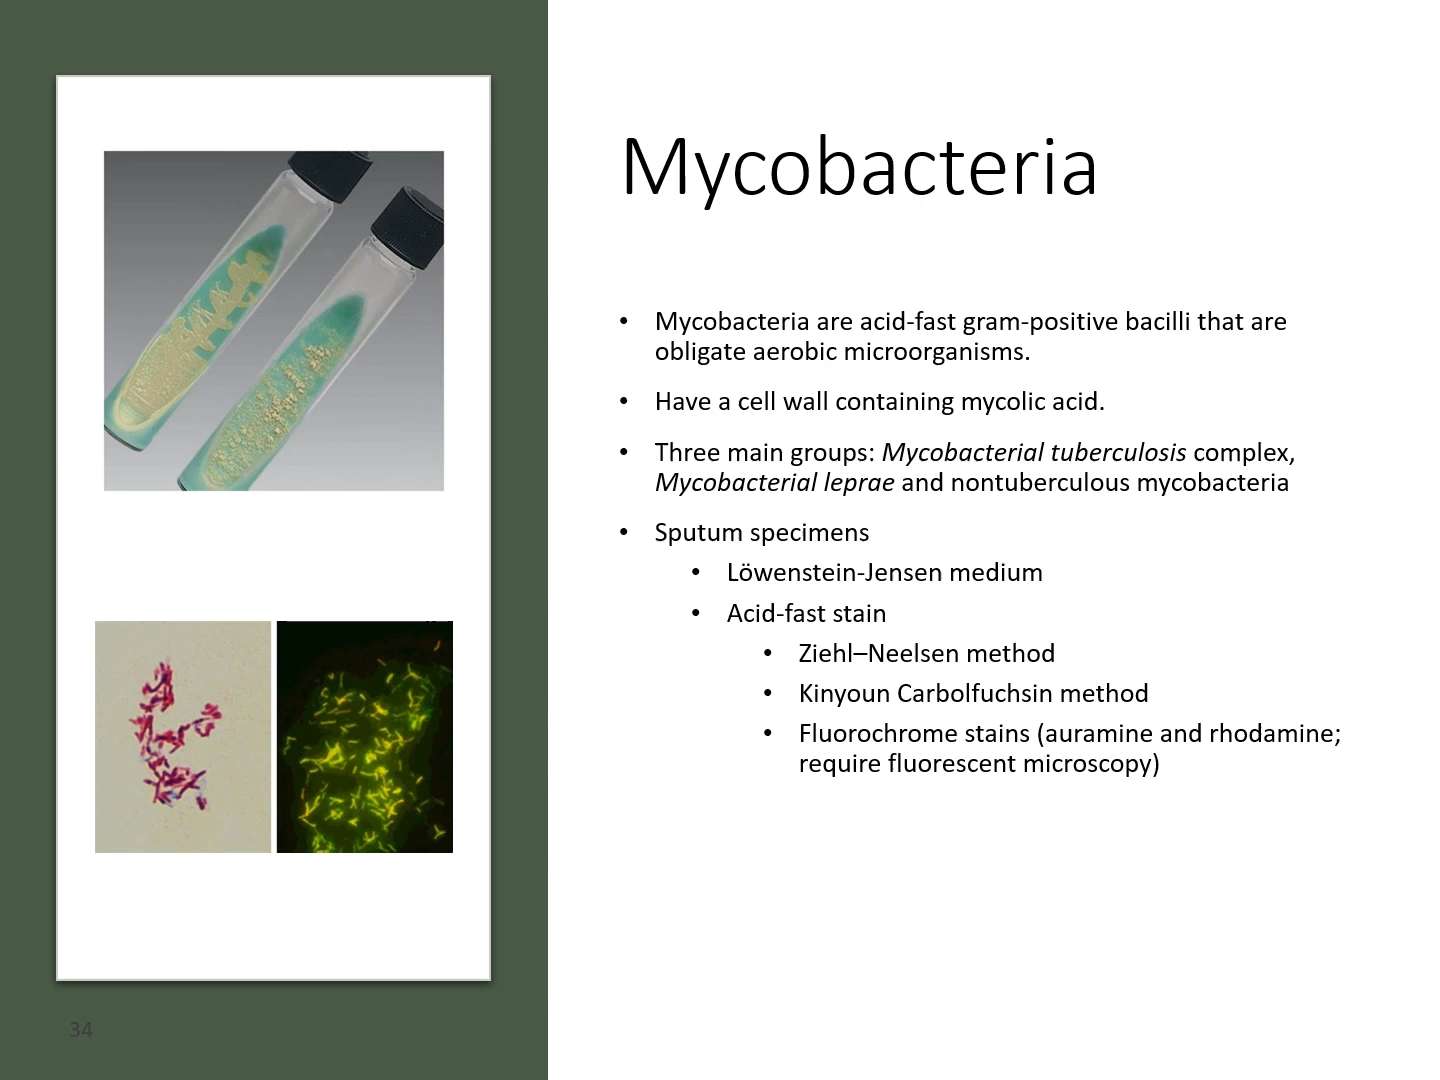 Mycobacteria
• Mycobacteria are acid-fast gram-positive bacilli that are
obligate aerobic microorganisms.
• Have a cell wall containing mycolic acid.
• Three main groups: Mycobacterial tuberculosis complex,
Mycobacterial leprae and nontuberculous mycobacteria
• Sputum specimens
• Löwenstein-Jensen medium
• Acid-fast stain
• Ziehl–Neelsen method
• Kinyoun Carbolfuchsin method
• Fluorochrome stains (auramine and rhodamine;
require fluorescent microscopy)
34